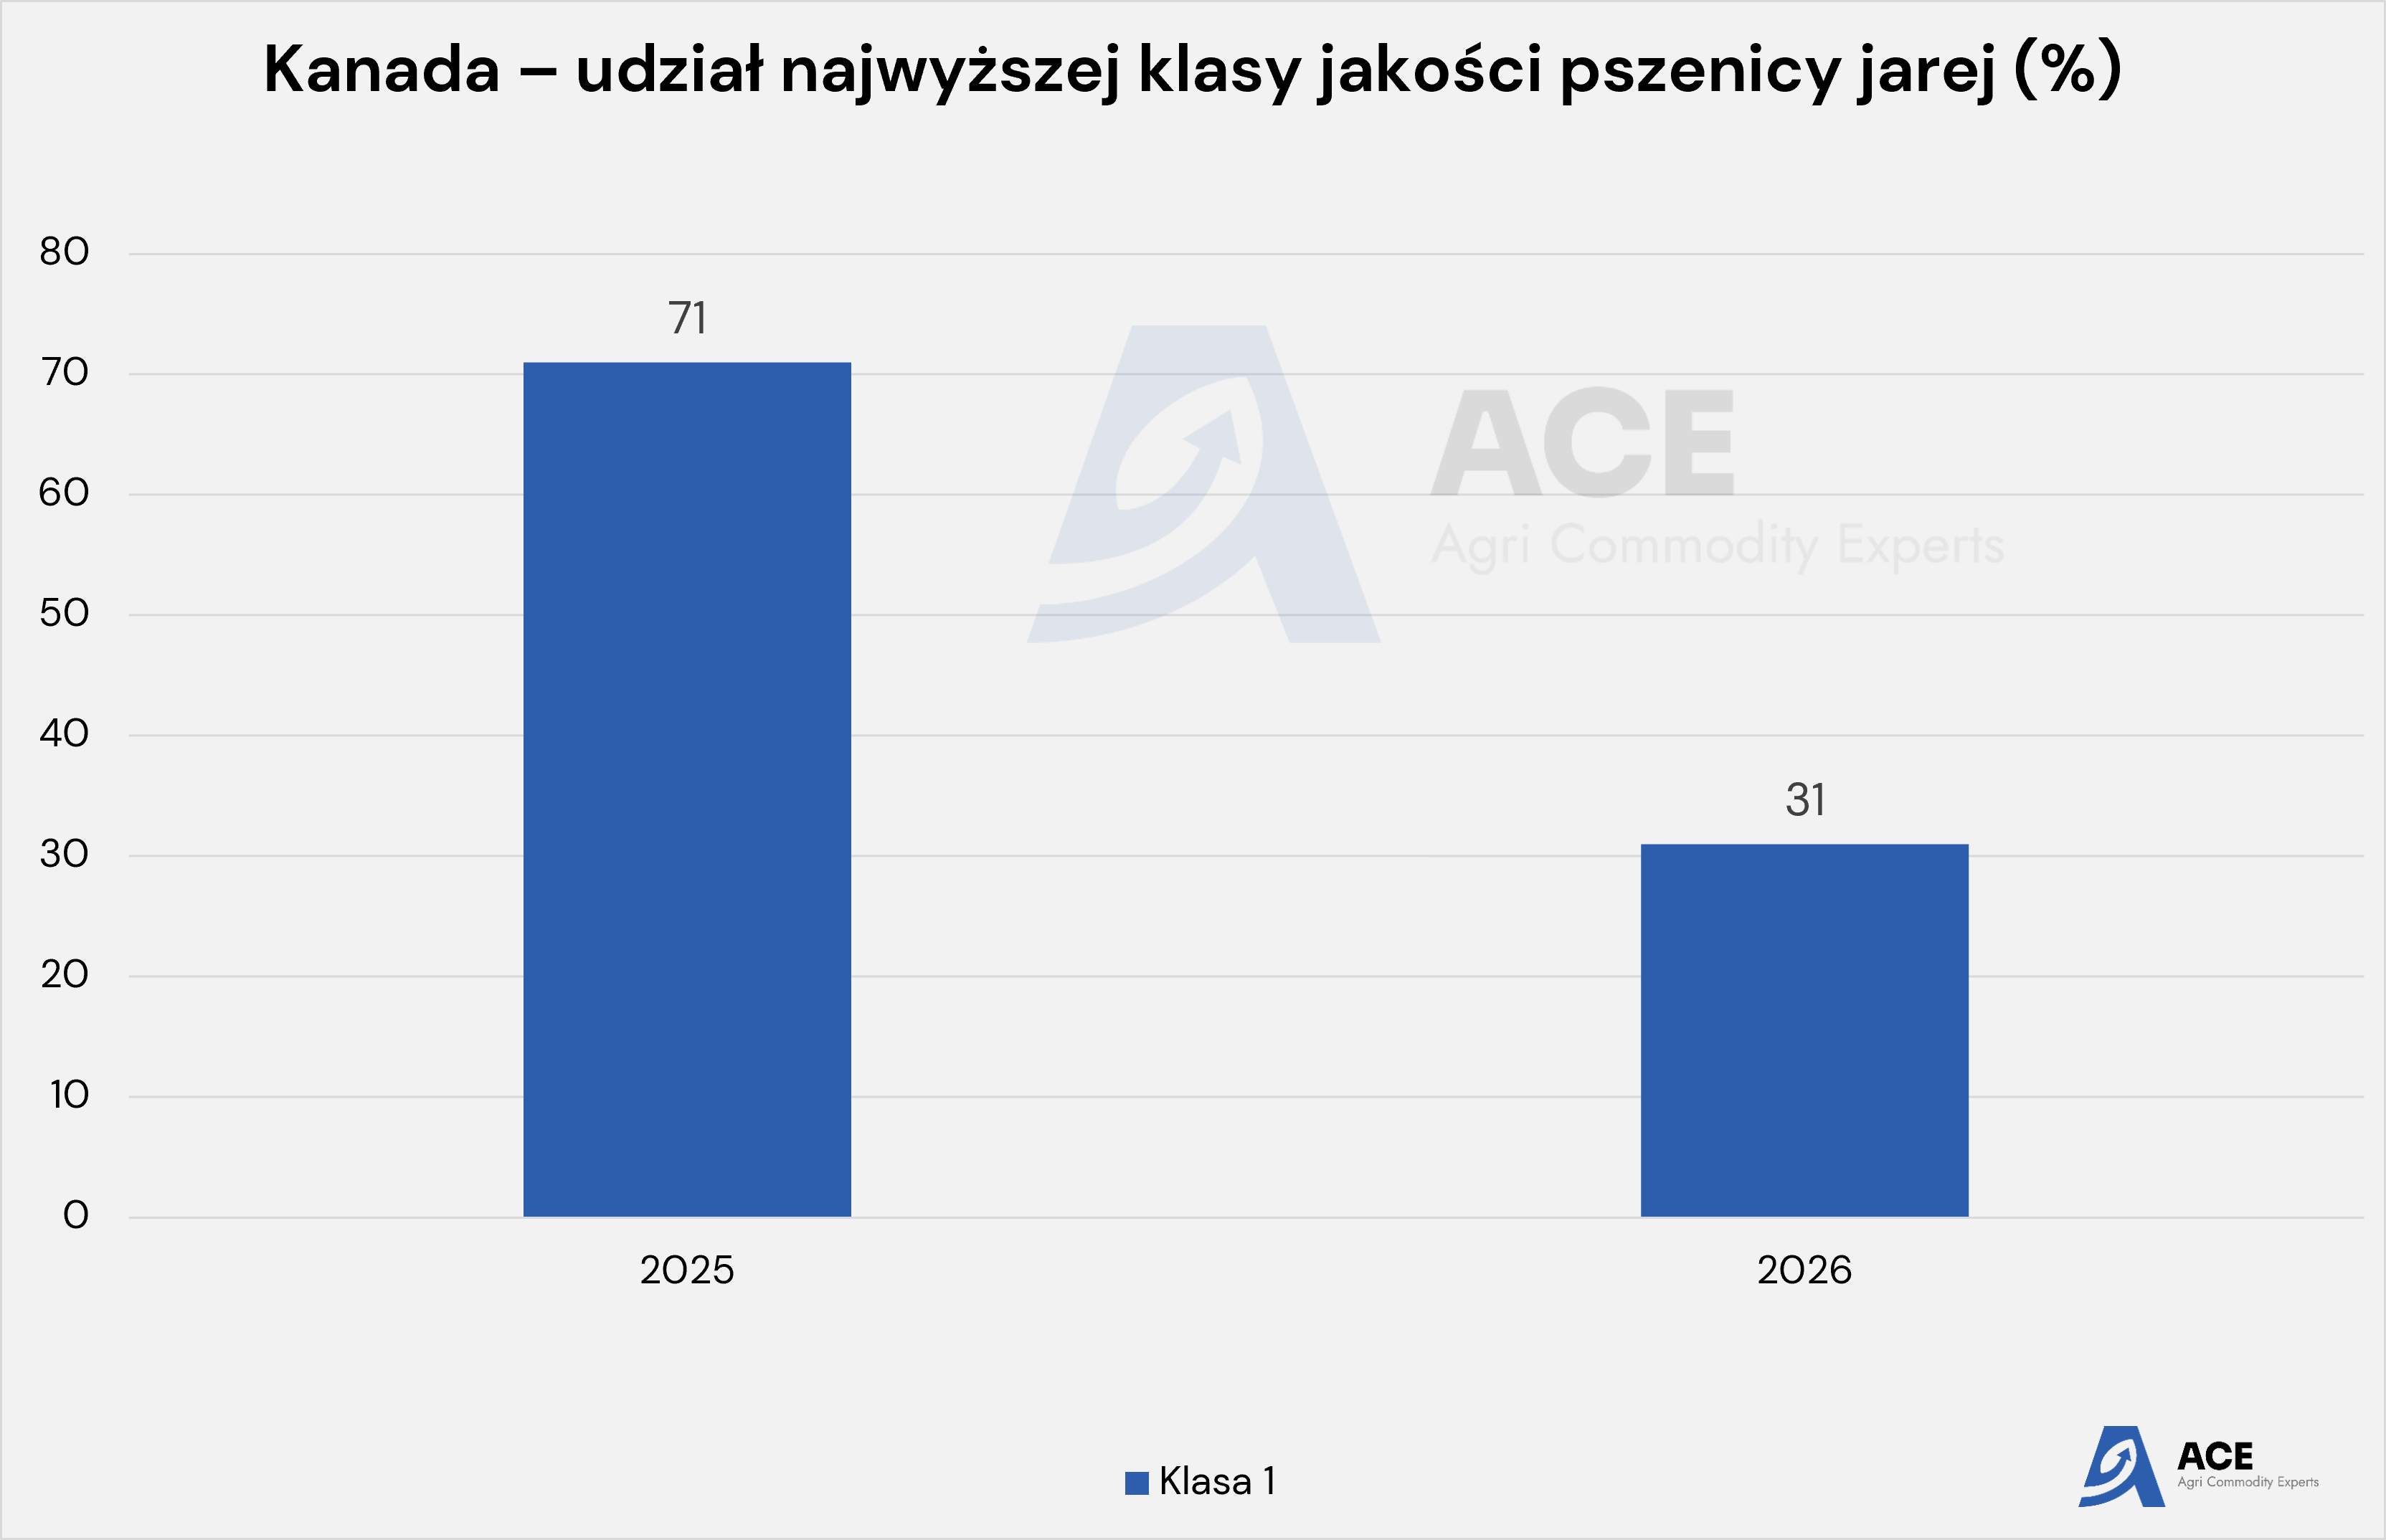 Kanada – udział najwyższej klasy jakości pszenicy jarej (%)
80
71
70
ACE
60
Agri Commodity Experts
50
40
31
30
20
10
0
2025
2026
Klasa 1
ACE
Agri Commodity Experts